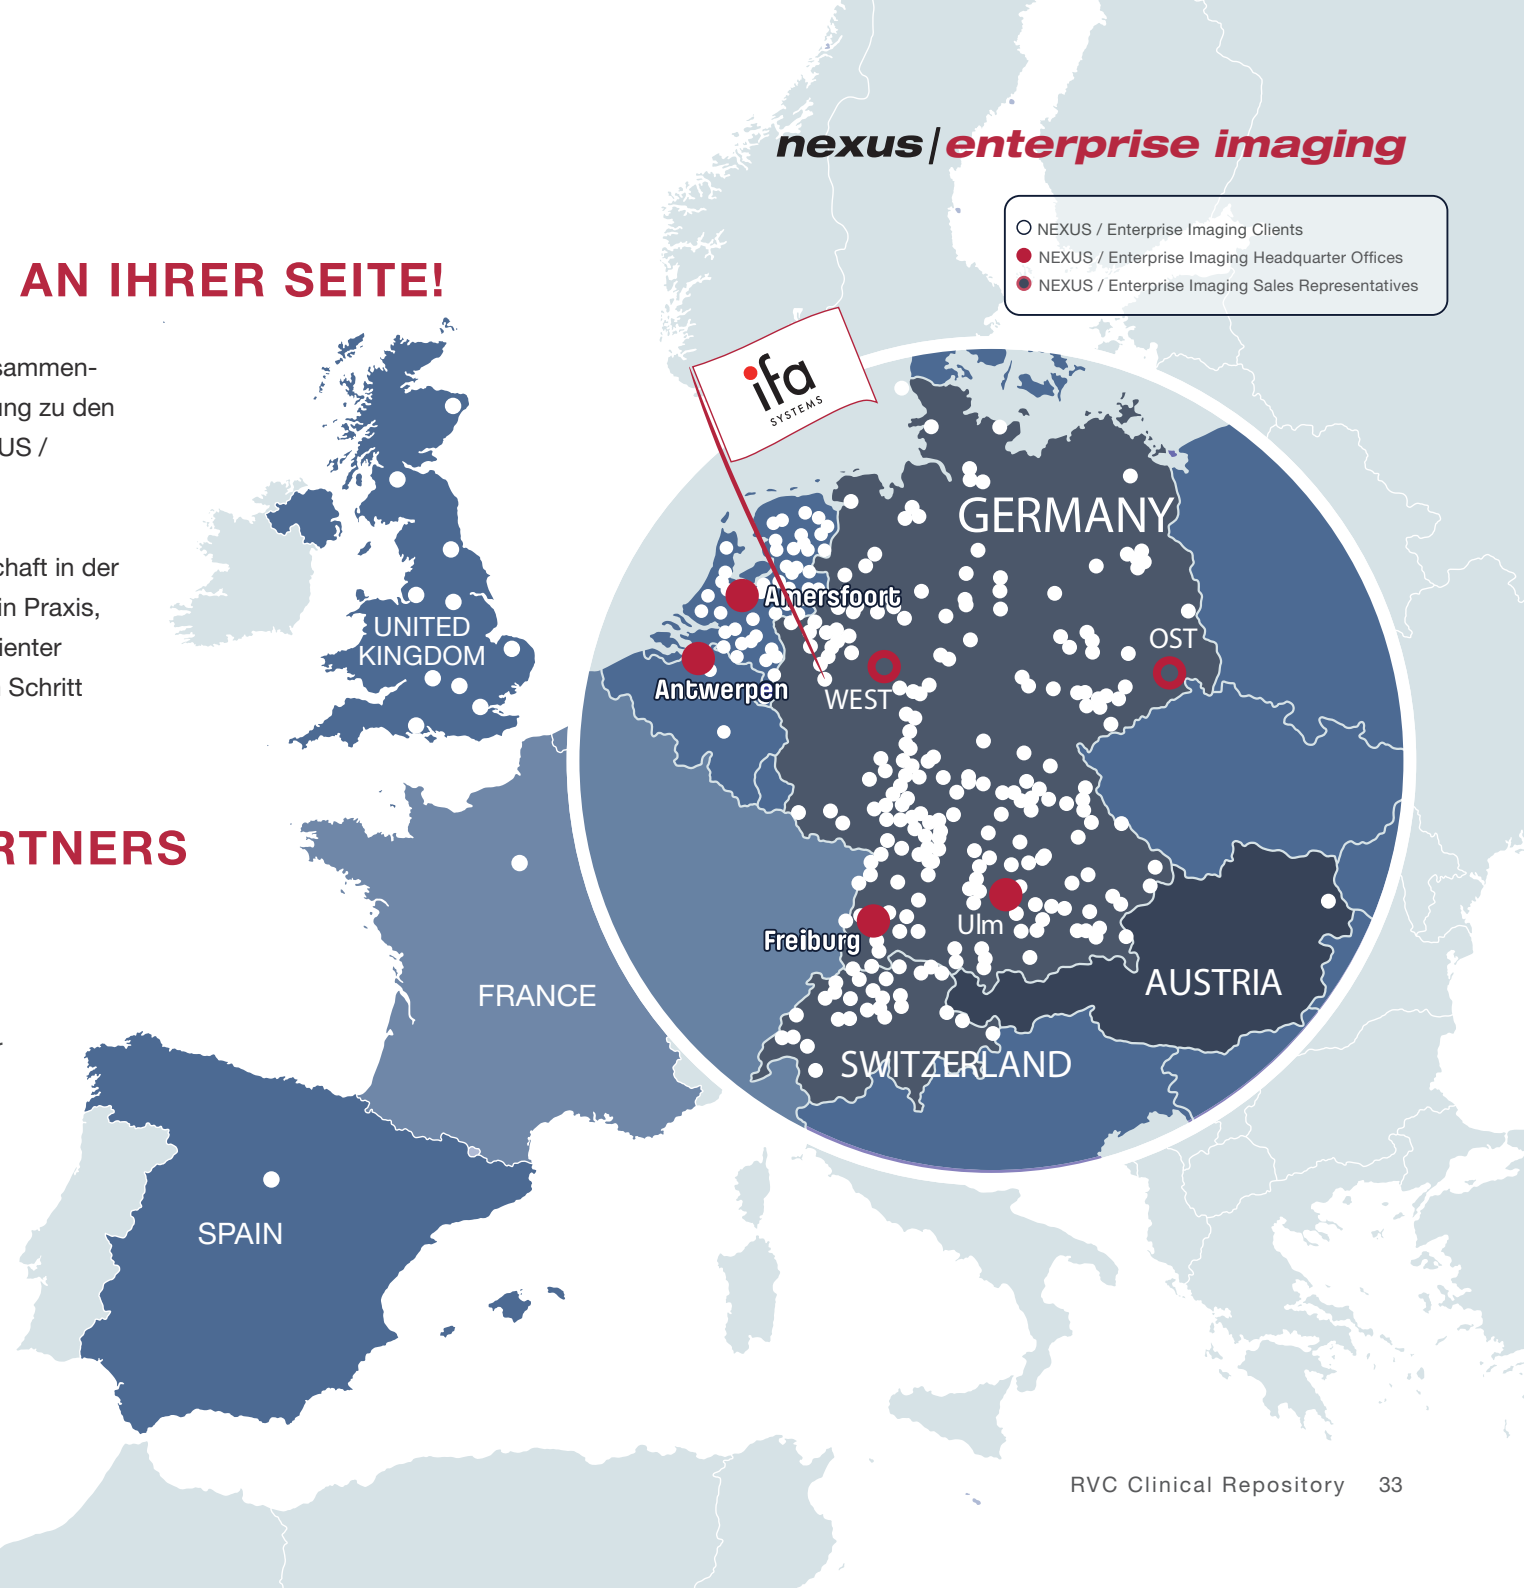 nexus/enterprise imaging
NEXUS / Enterprise Imaging Clients
NEXUS / Enterprise Imaging Headquarter Offices
NEXUS / Enterprise Imaging Sales Representatives
AN IHRER SEITE!
sammen-
ung zu den
US /
chaft in der
in Praxis,
ienter
Schritt
RTNERS
ifa
SYSTEMS
GERMANY
Amersfoort
OST
UNITED
KINGDOM
Antwerpen
WEST
Ulm
Freiburg
AUSTRIA
FRANCE
SWITZERLAND
SPAIN
RVC Clinical Repository 33